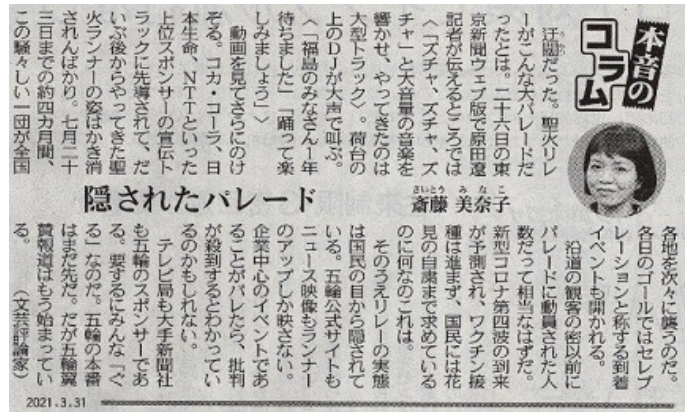 本音の
コラム
斎藤 美奈子
さいとう みなこ
隠されたパレード
迂闊だった。聖火リレ
うかつ
ーがこんな大パレードだ
ったとは。二十六日の東
京新聞ウェブ版で原田遼
記者が伝えるところでは
〈「ズチャ、ズチャ、ズ
チャ」と大音量の音楽を
響かせ、やってきたのは
大型トラック〉。荷台の
上のDJが大声で叫ぶ。
〈「福島のみなさん1年
待ちました」「踊って楽
しみましょう」〉
動画を見てさらにのけ
ぞる。コカ・コーラ、日
本生命、NTTといった
上位スポンサーの宣伝ト
ラックに先導されて、だ
いぶ後からやってきた聖
火ランナーの姿はかき消
されんばかり。七月二十
三日までの約四カ月間、
この騒々しい一団が全国
各地を次々に襲うのだ。
各日のゴールではセレブ
レーションと称する到着
イベントも開かれる。
沿道の観客の密以前に
パレードに動員された人
数だって相当なはずだ。
新型コロナ第四波の到来
が予測され、ワクチン接
種は進まず、国民には花
見の自粛まで求めている
のに何なのこれは。
そのうえリレーの実態
は国民の目から隠されて
いる。五輪公式サイトも
ニュース映像もランナー
のアップしか映さない。
企業中心のイベントであ
ることがバレたら、批判
が殺到するとわかってい
るのかもしれない。
テレビ局も大手新聞社
も五輪のスポンサーであ
る。要するにみんな「ぐ
る」なのだ。五輪の本番
はまだ先だ。だが五輪翼
賛報道はもう始まってい
る。
(文芸評論家)
2021.3.31